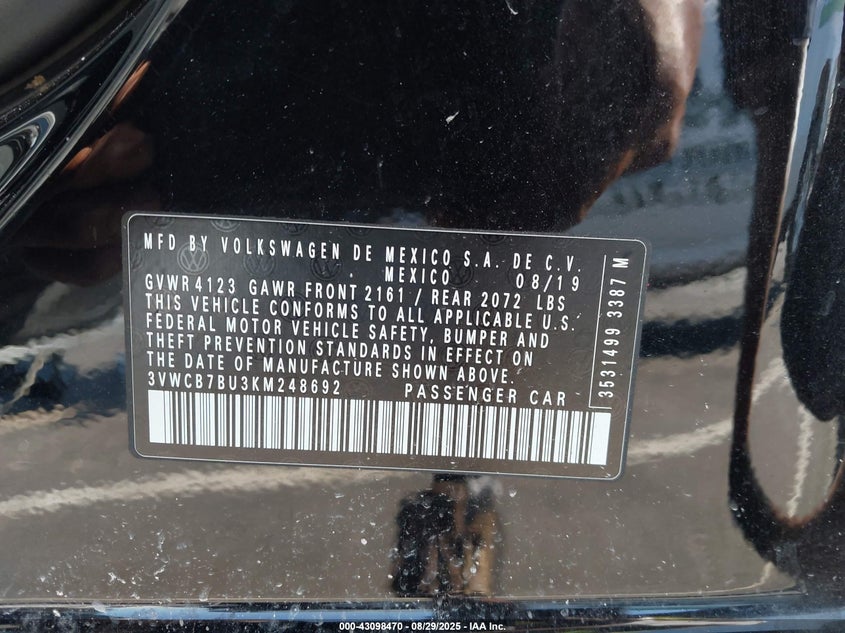 MFD BY VOLKSWAGEN DE MEXICO S.A. DE C.V.
MEXICO 08/19
GVWR 4123 GAWR FRONT 2161 / REAR 2072 LBS
THIS VEHICLE CONFORMS TO ALL APPLICABLE U.S.
FEDERAL MOTOR VEHICLE SAFETY, BUMPER AND
THEFT PREVENTION STANDARDS IN EFFECT ON
THE DATE OF MANUFACTURE SHOWN ABOVE.
3VWCB7BU3KM248692 PASSENGER CAR
3531499 3387 M
000-43098470 - 08/29/2025 - IAA Inc.